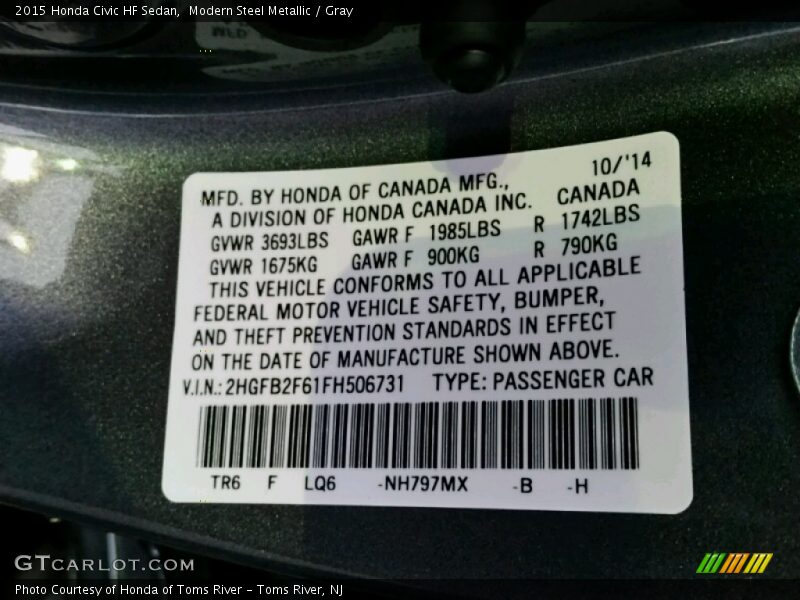 2015 Honda Civic HF Sedan,  Modern Steel Metallic / Gray
10/'14
MFD. BY HONDA OF CANADA MFG.,
A DIVISION OF HONDA CANADA INC. CANADA
GVWR 3693LBS GAWR F 1985LBS R 1742LBS
GVWR 1675KG GAWR F 900KG R 790KG
THIS VEHICLE CONFORMS TO ALL APPLICABLE
FEDERAL MOTOR VEHICLE SAFETY, BUMPER,
AND THEFT PREVENTION STANDARDS IN EFFECT
ON THE DATE OF MANUFACTURE SHOWN ABOVE.
V.I.N.: 2HGFB2F61FH506731 TYPE: PASSENGER CAR
TR6 F LQ6 -NH797MX -B -H
GTCARLOT.COM
Photo Courtesy of Honda of Toms River - Toms River, NJ